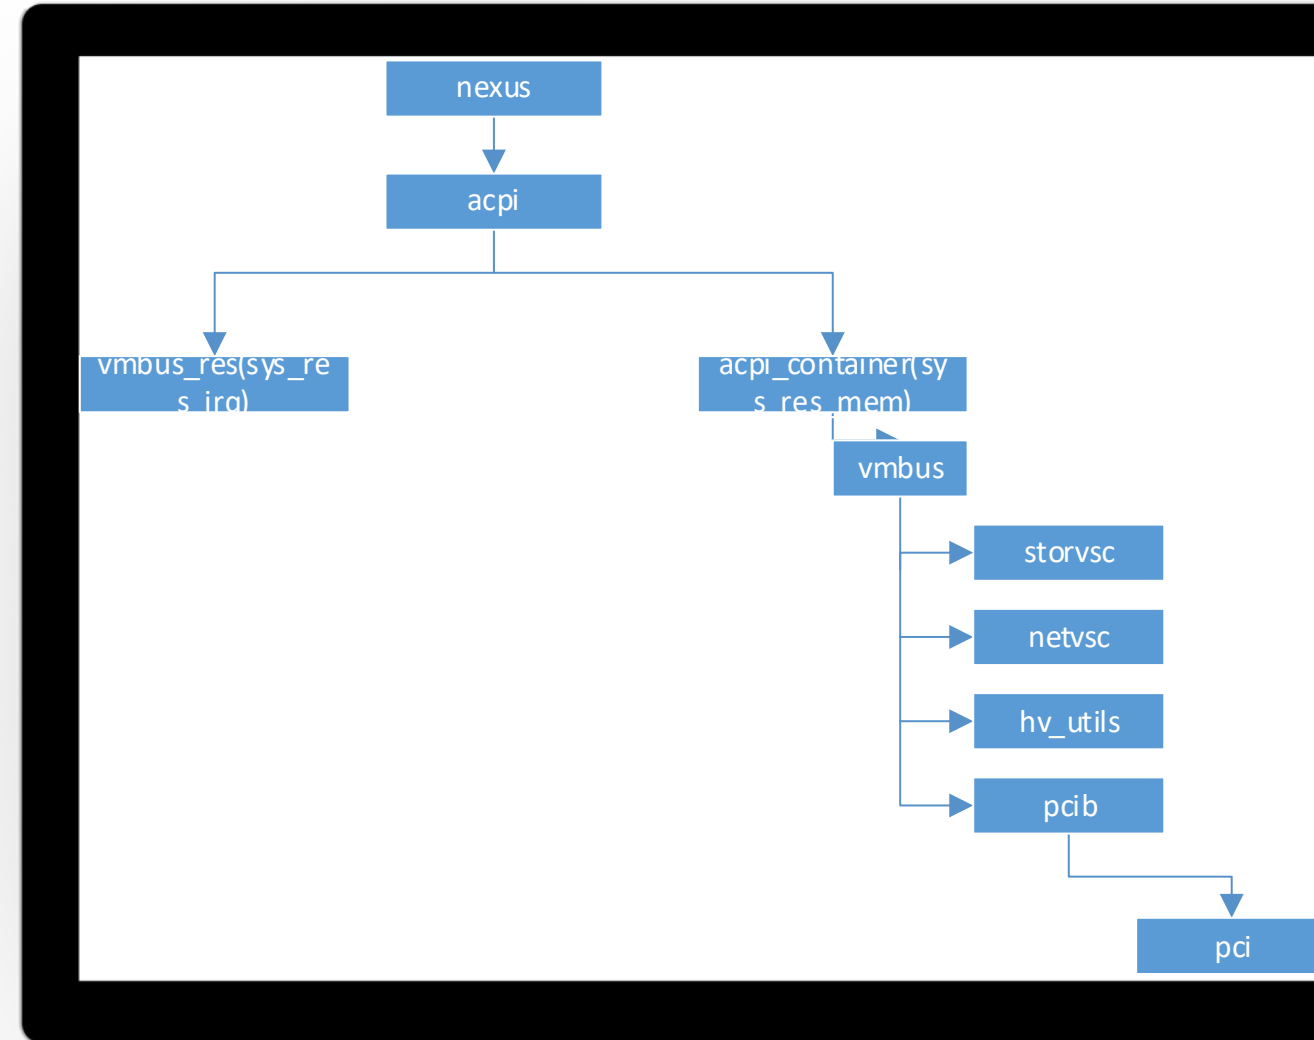 nexus
acpi
vmbus_res(sys_re
s_irq)
acpi_container(sy
s_res_mem)
vmbus
storvsc
netvsc
hv_utils
pcib
pci